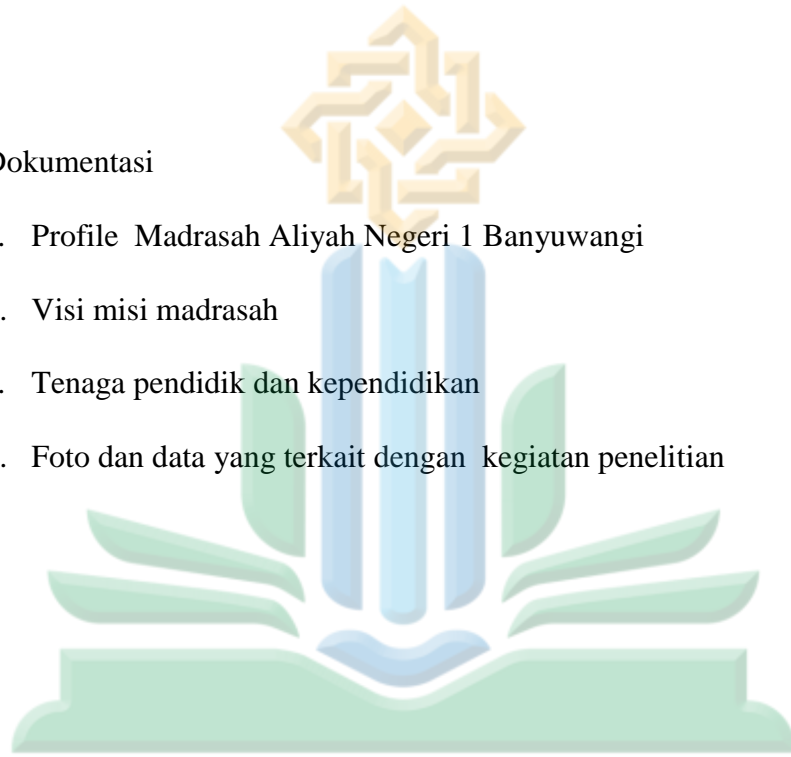 Dokumentasi
. Profile Madrasah Aliyah Negeri 1 Banyuwangi
. Visi misi madrasah
. Tenaga pendidik dan kependidikan
. Foto dan data yang terkait dengan kegiatan penelitian